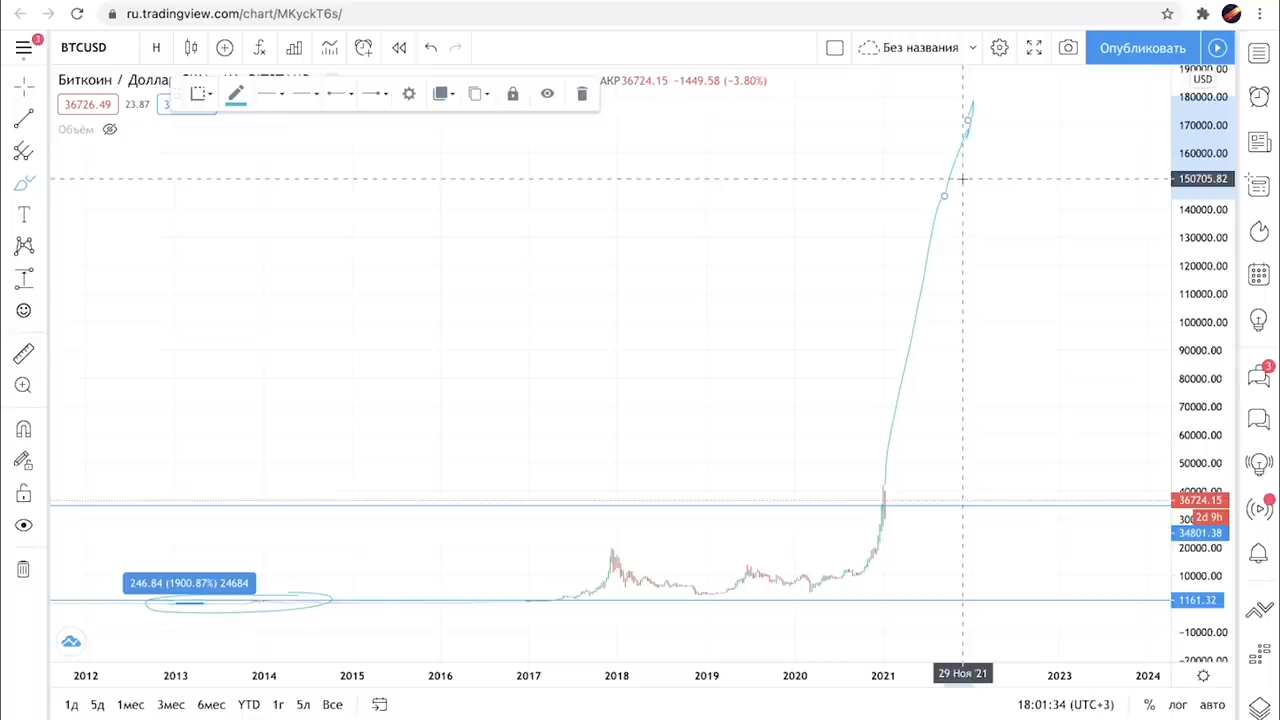 ru.tradingview.com/chart/MKyckT6s/
3
BTCUSD Н Без названия Опубликовать
Биткоин / Доллар
АКР36724.15 −1449.58 (−3.80%)
36726.49 23.87
Объём
USD
190000.00
180000.00
170000.00
160000.00
150705.82
140000.00
130000.00
120000.00
110000.00
100000.00
90000.00
80000.00
70000.00
60000.00
50000.00
40000.00
36724.15
2d 9h
34801.38
20000.00
10000.00
1161.32
−10000.00
−20000.00
3
246.84 (1900.87%) 24684
2012 2013 2014 2015 2016 2017 2018 2019 2020 2021 29 Ноя '21 2023 2024
1д 5д 1мес 3мес 6мес YTD 1г 5л Все 18:01:34 (UTC+3) % лог авто